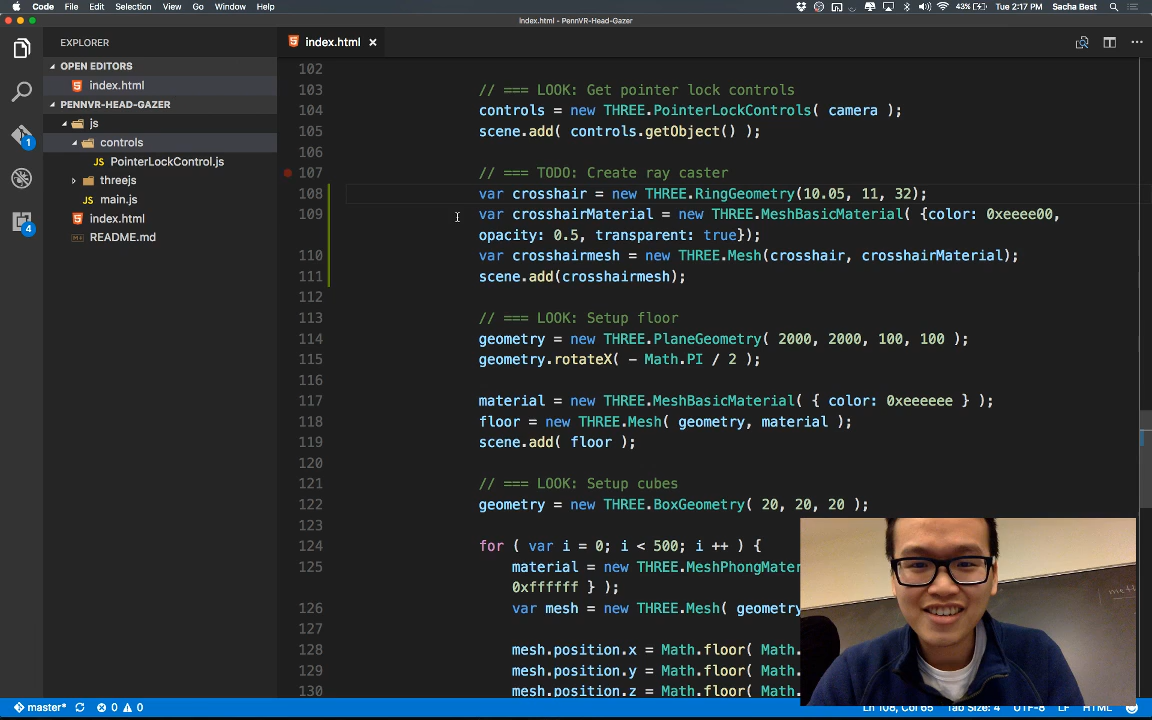 Code File Edit Selection View Go Window Help 43% Tue 2:17 PM Sacha Best
index.html — PennVR-Head-Gazer
EXPLORER
OPEN EDITORS
index.html
PENNVR-HEAD-GAZER
js
controls
JS PointerLockControl.js
threejs
JS main.js
index.html
README.md
1
4
index.html
102
103 // === LOOK: Get pointer lock controls
104 controls = new THREE.PointerLockControls( camera );
105 scene.add( controls.getObject() );
106
107 // === TODO: Create ray caster
108 var crosshair = new THREE.RingGeometry(10.05, 11, 32);
109 var crosshairMaterial = new THREE.MeshBasicMaterial( {color: 0xeeee00,
opacity: 0.5, transparent: true});
110 var crosshairmesh = new THREE.Mesh(crosshair, crosshairMaterial);
111 scene.add(crosshairmesh);
112
113 // === LOOK: Setup floor
114 geometry = new THREE.PlaneGeometry( 2000, 2000, 100, 100 );
115 geometry.rotateX( - Math.PI / 2 );
116
117 material = new THREE.MeshBasicMaterial( { color: 0xeeeeee } );
118 floor = new THREE.Mesh( geometry, material );
119 scene.add( floor );
120
121 // === LOOK: Setup cubes
122 geometry = new THREE.BoxGeometry( 20, 20, 20 );
123
124 for ( var i = 0; i < 500; i ++ ) {
125 material = new THREE.MeshPhongMater
0xffffff } );
126 var mesh = new THREE.Mesh( geometry
127
128 mesh.position.x = Math.floor( Math.
129 mesh.position.y = Math.floor( Math.
130 mesh.position.z = Math.floor( Math.
master* 0 0 Ln 108, Col 65 Tab Size: 4 UTF-8 LF HTML